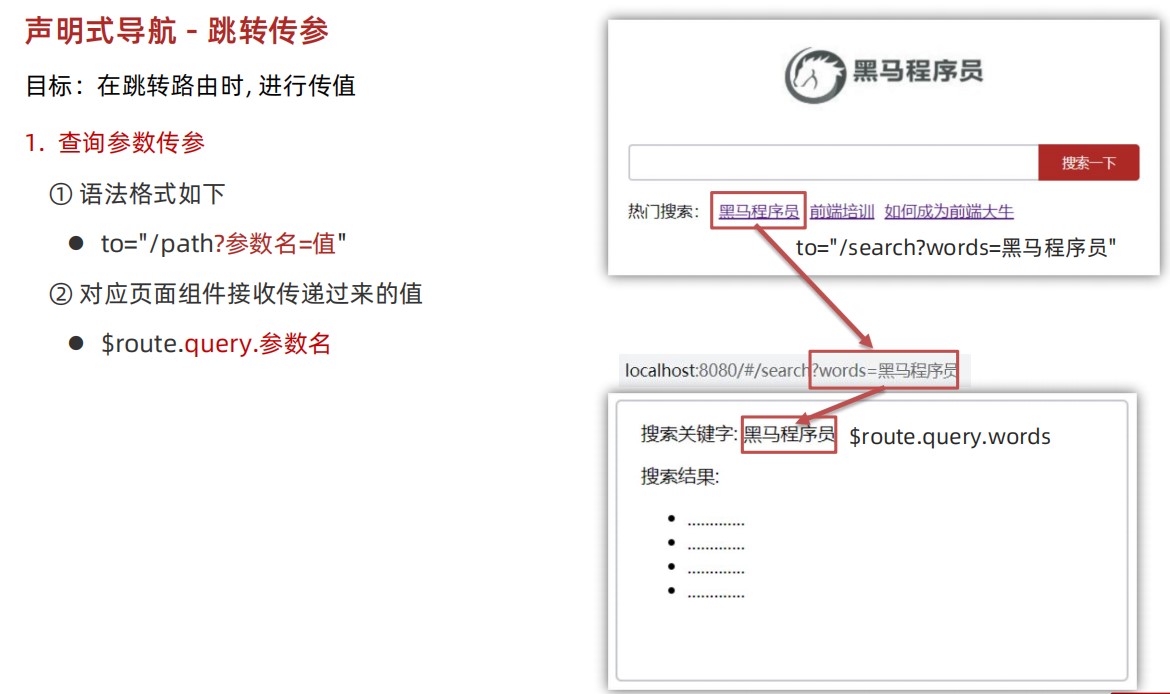 声明式导航 - 跳转传参
目标：在跳转路由时, 进行传值
1. 查询参数传参
① 语法格式如下
● to="/path?参数名=值"
② 对应页面组件接收传递过来的值
● $route.query.参数名
黑马程序员
搜索一下
热门搜索： 黑马程序员 前端培训 如何成为前端大牛
to="/search?words=黑马程序员"
localhost:8080/#/search?words=黑马程序员
搜索关键字: 黑马程序员 $route.query.words
搜索结果:
• .............
• .............
• .............
• .............